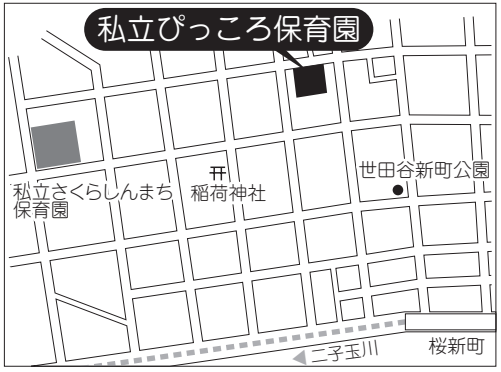 私立ぴっころ保育園
世田谷新町公園
私立さくらしんまち
保育園
稲荷神社
桜新町
二子玉川